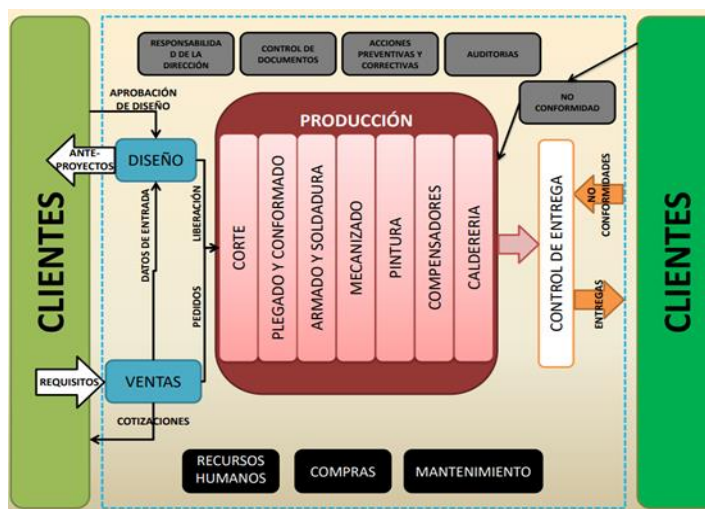 RESPONSABILIDA
D DE LA
DIRECCIÓN
CONTROL DE
DOCUMENTOS
ACCIONES
PREVENTIVAS Y
CORRECTIVAS
AUDITORIAS
NO
CONFORMIDAD
CLIENTES
APROBACIÓN
DE DISEÑO
ANTE-
PROYECTOS
DISEÑO
DATOS DE ENTRADA
LIBERACIÓN
PEDIDOS
REQUISITOS
VENTAS
COTIZACIONES
PRODUCCIÓN
CORTE
PLEGADO Y CONFORMADO
ARMADO Y SOLDADURA
MECANIZADO
PINTURA
COMPENSADORES
CALDERERIA
CONTROL DE ENTREGA
NO
CONFORMIDADES
ENTREGAS
CLIENTES
RECURSOS
HUMANOS
COMPRAS
MANTENIMIENTO